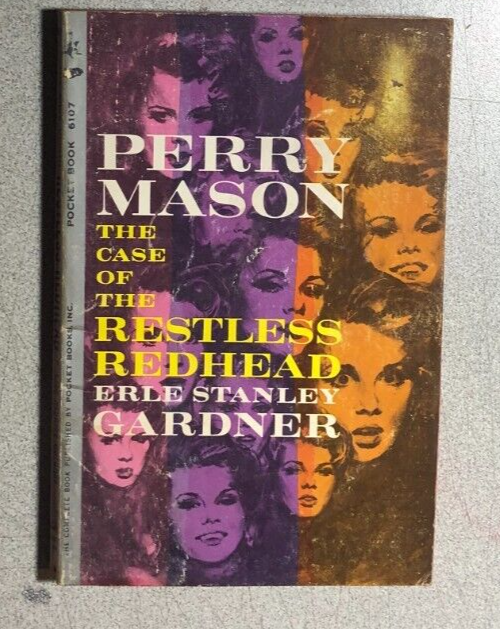 PERRY
MASON
THE
CASE
OF
THE
RESTLESS
REDHEAD
ERLE STANLEY
GARDNER
POCKET BOOK 6107
THE COMPLETE BOOK PUBLISHED BY POCKET BOOKS, INC.